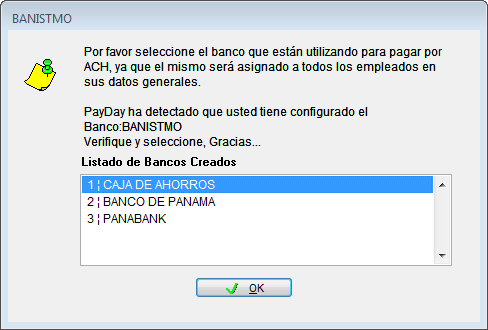 BANISTMO
Por favor seleccione el banco que están utilizando para pagar por
ACH, ya que el mismo será asignado a todos los empleados en
sus datos generales.
PayDay ha detectado que usted tiene configurado el
Banco:BANISTMO
Verifique y seleccione, Gracias...
Listado de Bancos Creados
1 ¦ CAJA DE AHORROS
2 ¦ BANCO DE PANAMA
3 ¦ PANABANK
OK